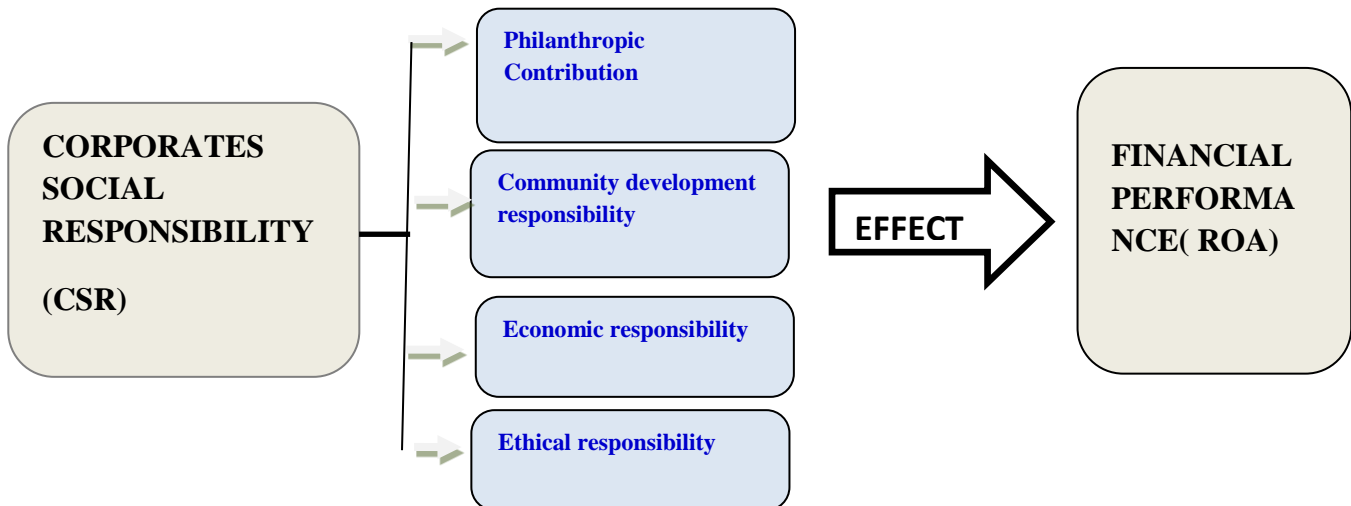 CORPORATES
SOCIAL
RESPONSIBILITY
(CSR)
Philanthropic
Contribution
Community development
responsibility
Economic responsibility
Ethical responsibility
EFFECT
FINANCIAL
PERFORMA
NCE( ROA)